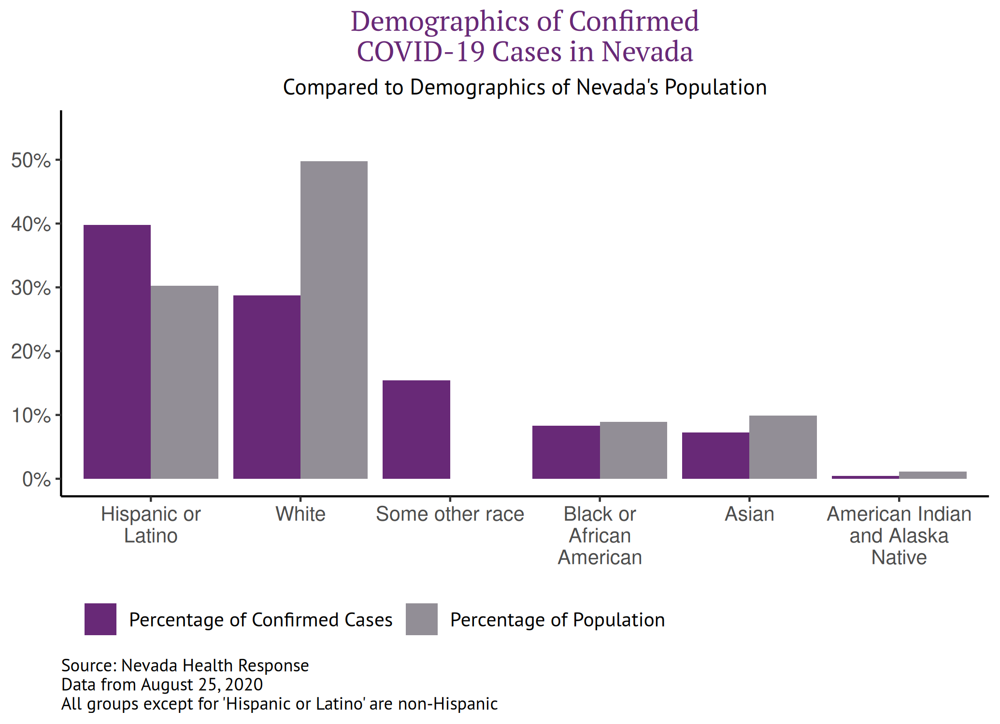 Demographics of Confirmed
COVID-19 Cases in Nevada
Compared to Demographics of Nevada's Population
50%
40%
30%
20%
10%
0%
Hispanic or
Latino
White
Some other race
Black or
African
American
Asian
American Indian
and Alaska
Native
Percentage of Confirmed Cases
Percentage of Population
Source: Nevada Health Response
Data from August 25, 2020
All groups except for 'Hispanic or Latino' are non-Hispanic